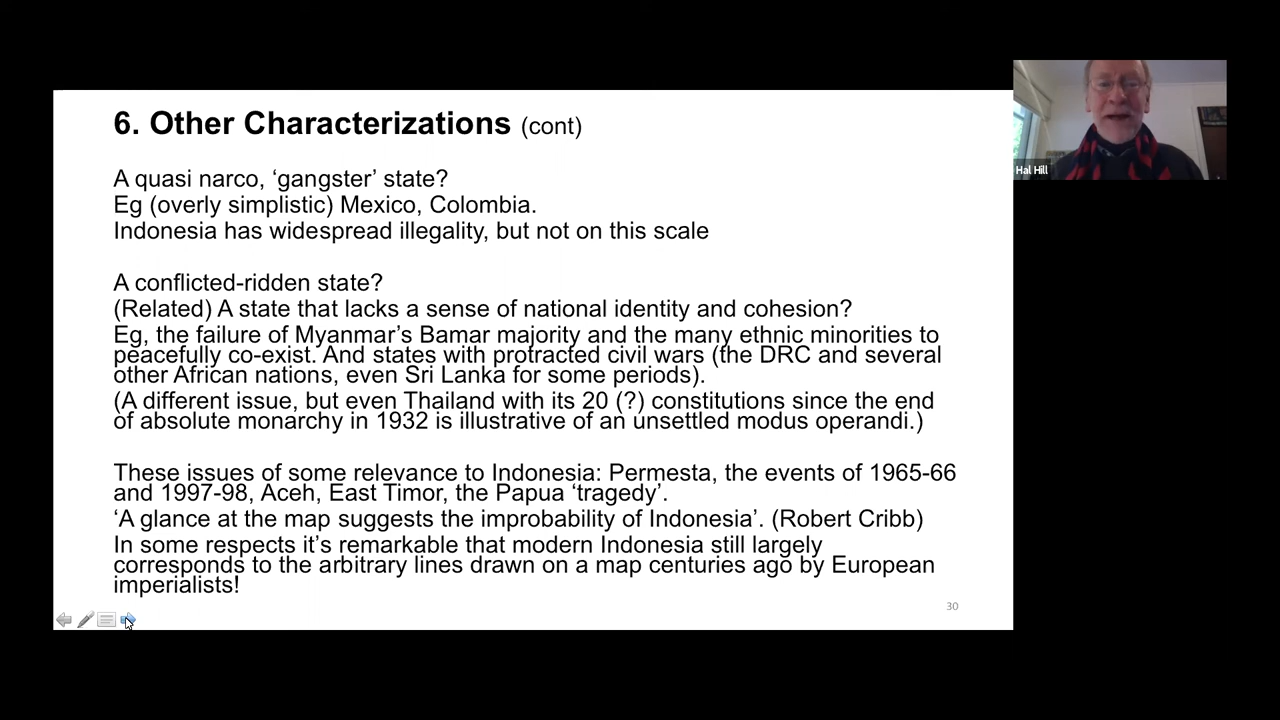 6. Other Characterizations (cont)
A quasi narco, ‘gangster’ state?
Eg (overly simplistic) Mexico, Colombia.
Indonesia has widespread illegality, but not on this scale
A conflicted-ridden state?
(Related) A state that lacks a sense of national identity and cohesion?
Eg, the failure of Myanmar’s Bamar majority and the many ethnic minorities to
peacefully co-exist. And states with protracted civil wars (the DRC and several
other African nations, even Sri Lanka for some periods).
(A different issue, but even Thailand with its 20 (?) constitutions since the end
of absolute monarchy in 1932 is illustrative of an unsettled modus operandi.)
These issues of some relevance to Indonesia: Permesta, the events of 1965-66
and 1997-98, Aceh, East Timor, the Papua ‘tragedy’.
‘A glance at the map suggests the improbability of Indonesia’. (Robert Cribb)
In some respects it’s remarkable that modern Indonesia still largely
corresponds to the arbitrary lines drawn on a map centuries ago by European
imperialists!
30
Hal Hill